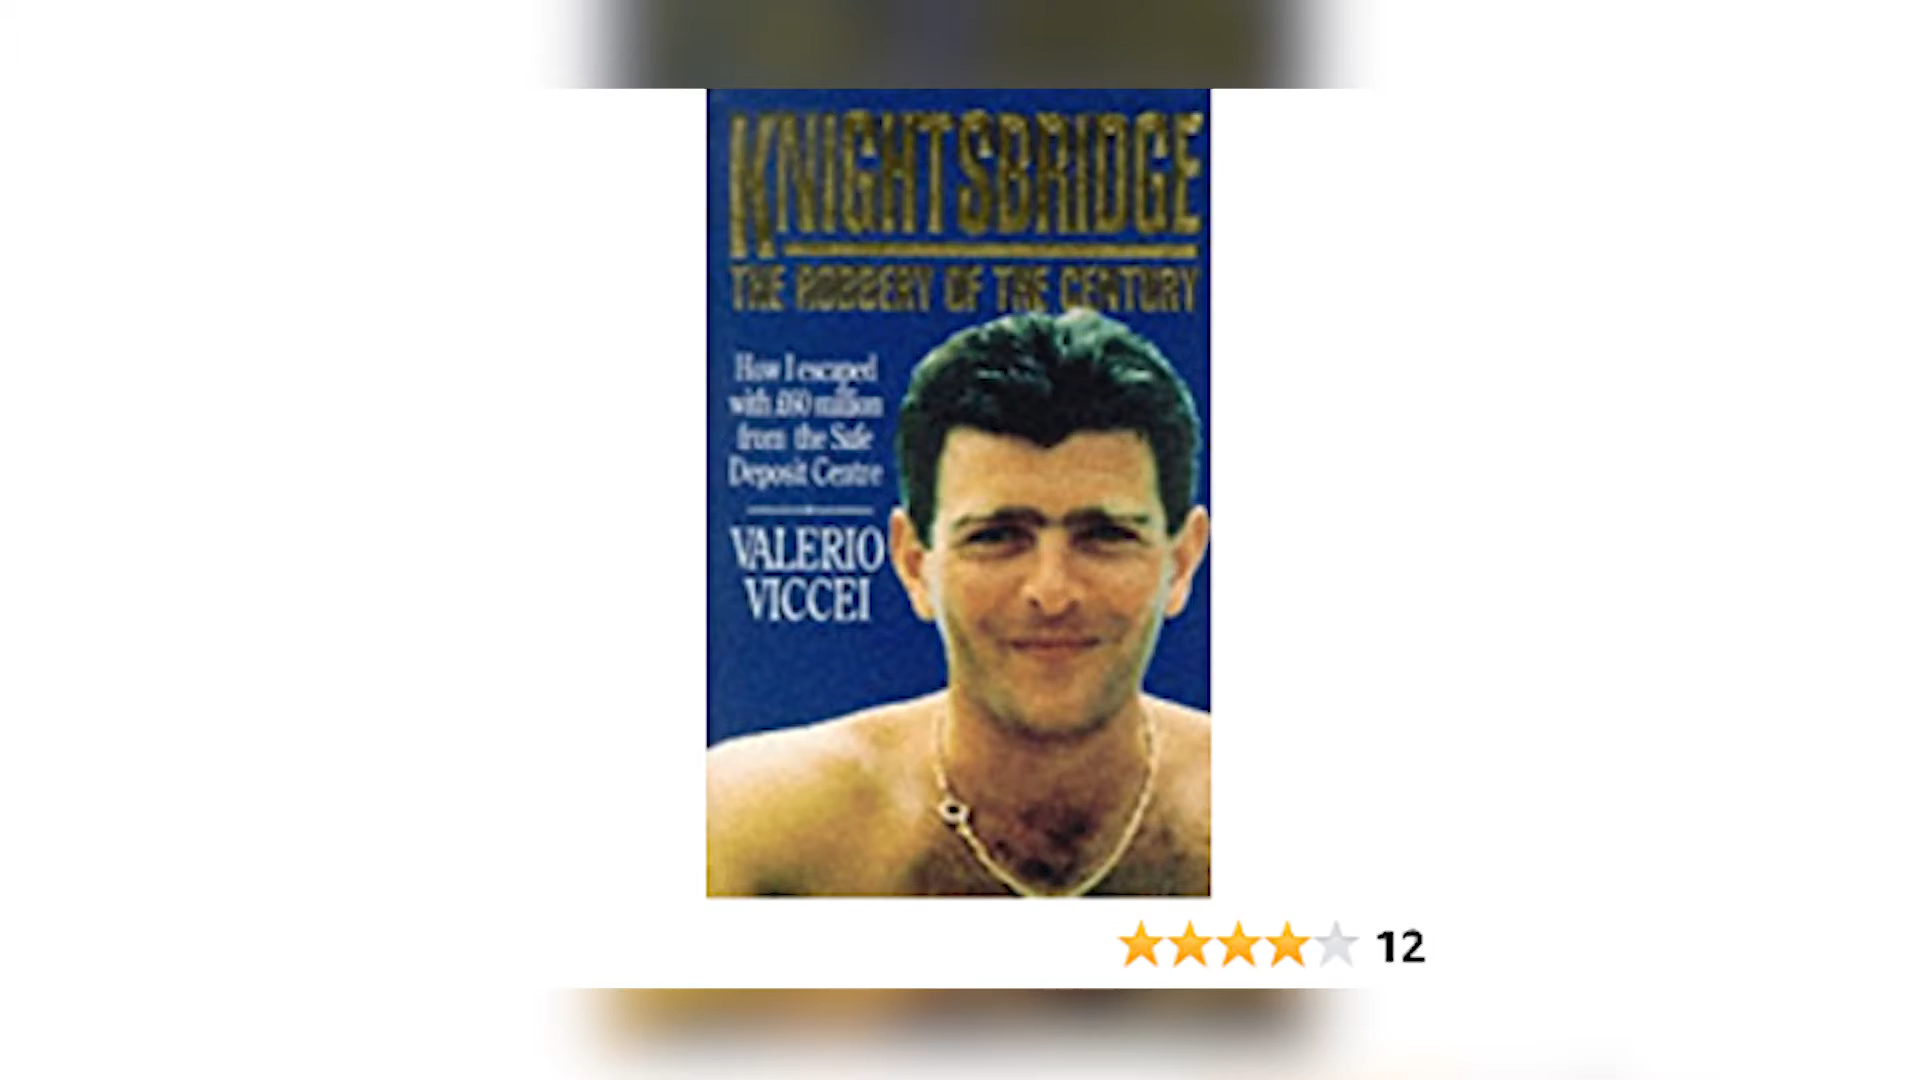 KNIGHTSBRIDGE
THE ROBBERY OF THE CENTURY
How I escaped
with £60 million
from the Safe
Deposit Centre
VALERIO
VICCEI
12